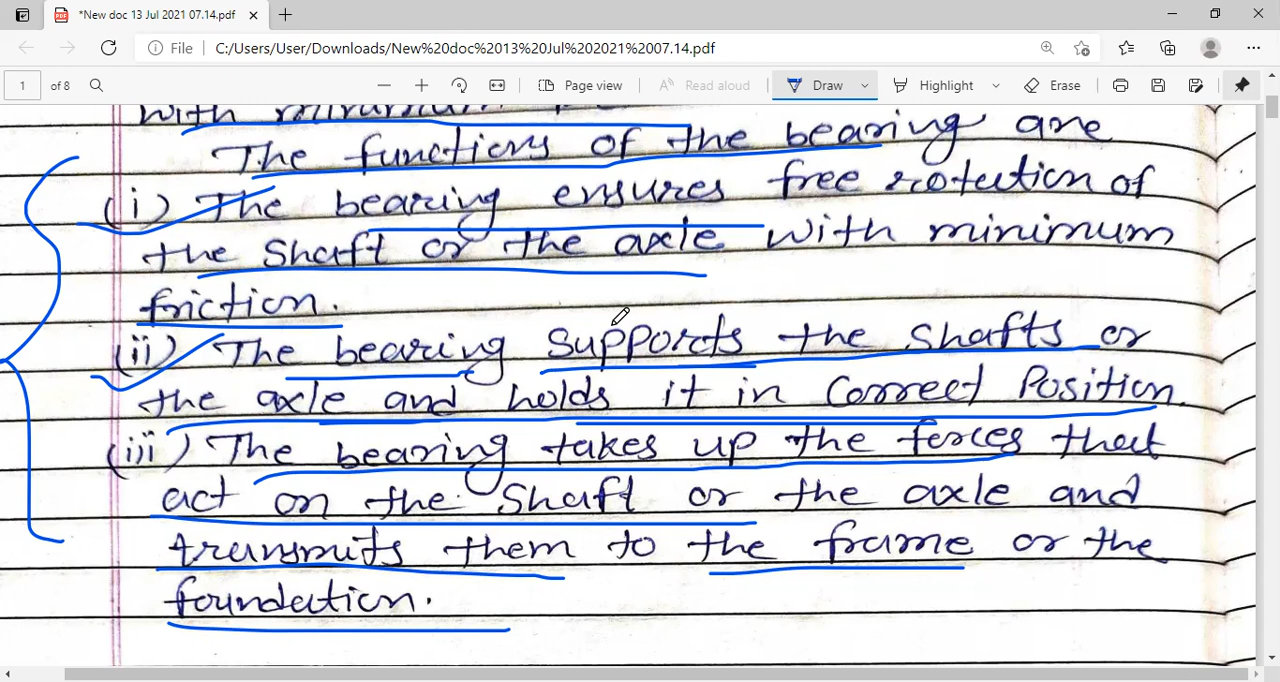 *New doc 13 Jul 2021 07.14.pdf
File C:/Users/User/Downloads/New%20doc%2013%20Jul%202021%2007.14.pdf
1 of 8 Page view Read aloud Draw Highlight Erase
with minimum
The functions of the bearing are
(i) The bearing ensures free rotation of
the shaft or the axle with minimum
friction.
(ii) The bearing supports the shafts or
the axle and holds it in correct Position.
(iii) The bearing takes up the forces that
act on the shaft or the axle and
transmits them to the frame or the
foundation.